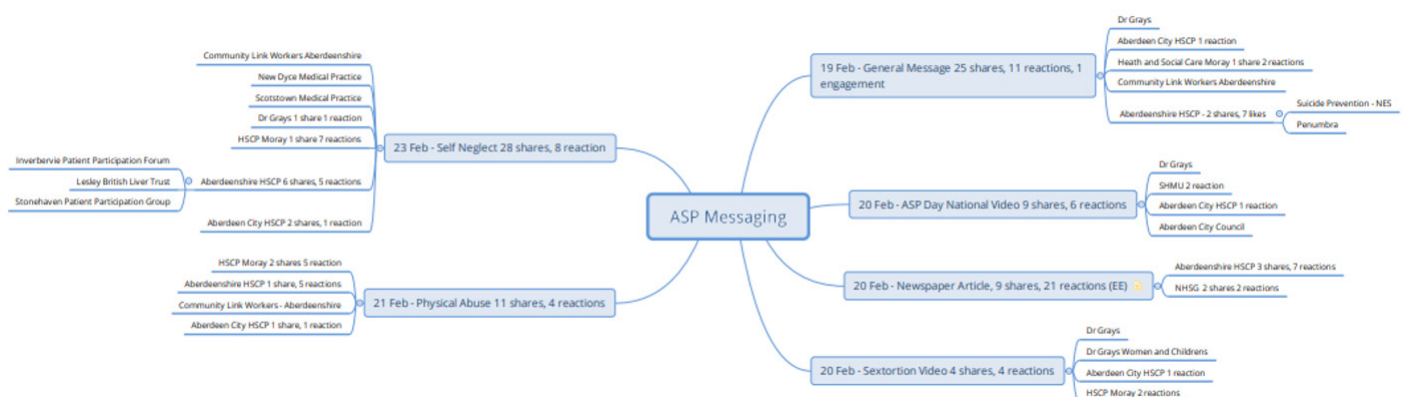 ASP Messaging
19 Feb - General Message 25 shares, 11 reactions, 1
engagement
Dr Grays
Aberdeen City HSCP 1 reaction
Heath and Social Care Moray 1 share 2 reactions
Community Link Workers Aberdeenshire
Aberdeenshire HSCP - 2 shares, 7 likes
Suicide Prevention - NES
Penumbra
20 Feb - ASP Day National Video 9 shares, 6 reactions
Dr Grays
SHMU 2 reaction
Aberdeen City HSCP 1 reaction
Aberdeen City Council
20 Feb - Newspaper Article, 9 shares, 21 reactions (EE)
Aberdeenshire HSCP 3 shares, 7 reactions
NHSG 2 shares 2 reactions
20 Feb - Sextortion Video 4 shares, 4 reactions
Dr Grays
Dr Grays Women and Childrens
Aberdeen City HSCP 1 reaction
HSCP Moray 2 reactions
23 Feb - Self Neglect 28 shares, 8 reaction
Community Link Workers Aberdeenshire
New Dyce Medical Practice
Scotstown Medical Practice
Dr Grays 1 share 1 reaction
HSCP Moray 1 share 7 reactions
Aberdeenshire HSCP 6 shares, 5 reactions
Inverbervie Patient Participation Forum
Lesley British Liver Trust
Stonehaven Patient Participation Group
Aberdeen City HSCP 2 shares, 1 reaction
21 Feb - Physical Abuse 11 shares, 4 reactions
HSCP Moray 2 shares 5 reaction
Aberdeenshire HSCP 1 share, 5 reactions
Community Link Workers - Aberdeenshire
Aberdeen City HSCP 1 share, 1 reaction